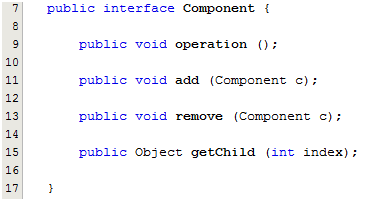 7 public interface Component {
8
9 public void operation ();
10
11 public void add (Component c);
12
13 public void remove (Component c);
14
15 public Object getChild (int index);
16
17 }